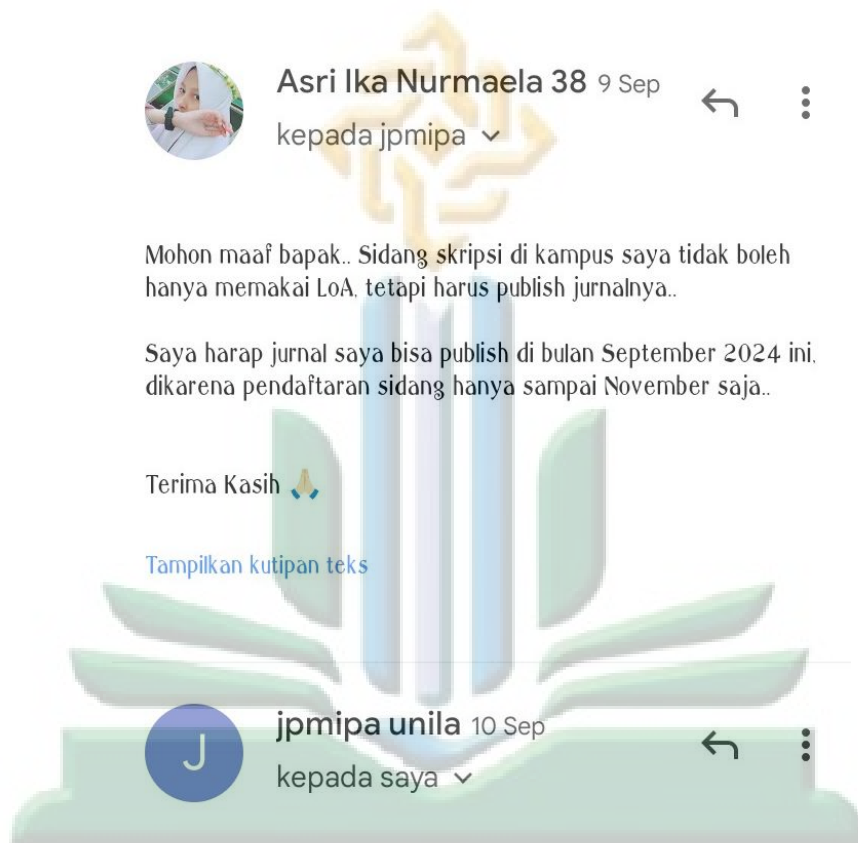 Asri Ika Nurmaela 38 9 Sep
kepada jpmipa
Mohon maaf bapak.. Sidang skripsi di kampus saya tidak boleh
hanya memakai LoA, tetapi harus publish jurnalnya..
Saya harap jurnal saya bisa publish di bulan September 2024 ini,
dikarena pendaftaran sidang hanya sampai November saja..
Terima Kasih 🙏
Tampilkan kutipan teks
J
jpmipa unila 10 Sep
kepada saya